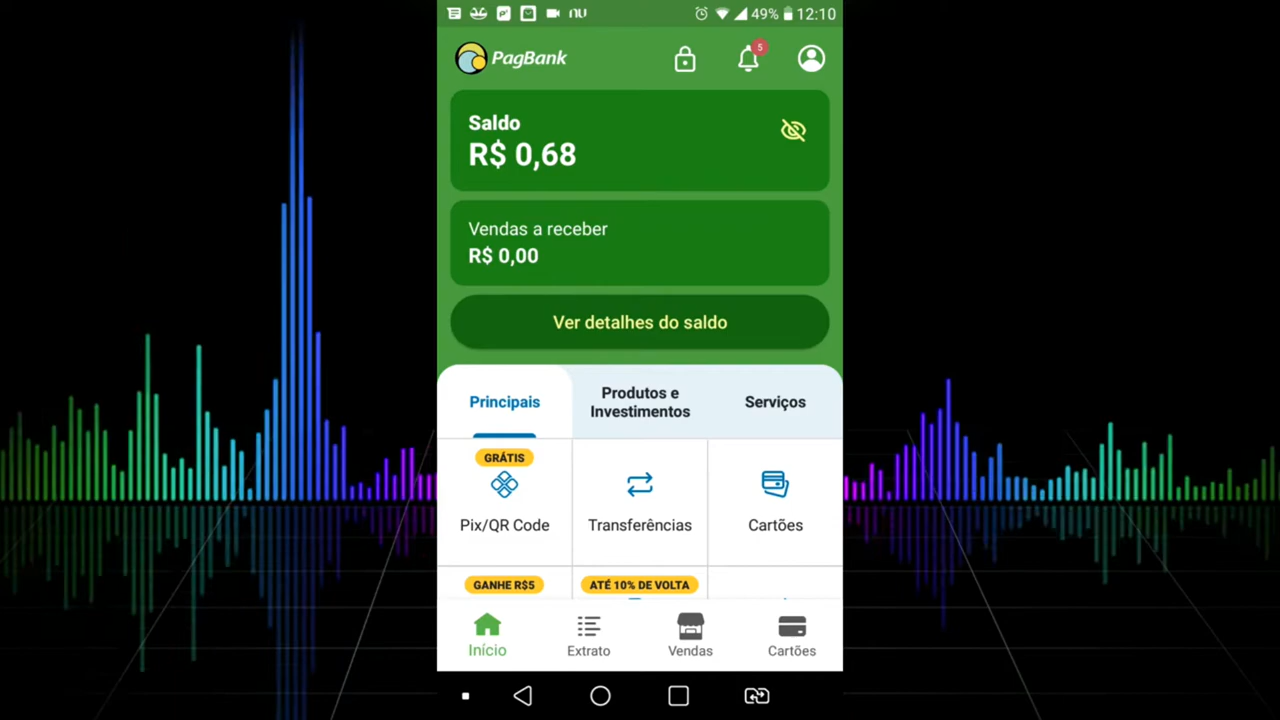 nu
49%
12:10
PagBank
5
Saldo
R$ 0,68
Vendas a receber
R$ 0,00
Ver detalhes do saldo
Principais
Produtos e
Investimentos
Serviços
GRÁTIS
Pix/QR Code
Transferências
Cartões
GANHE R$5
ATÉ 10% DE VOLTA
Início
Extrato
Vendas
Cartões